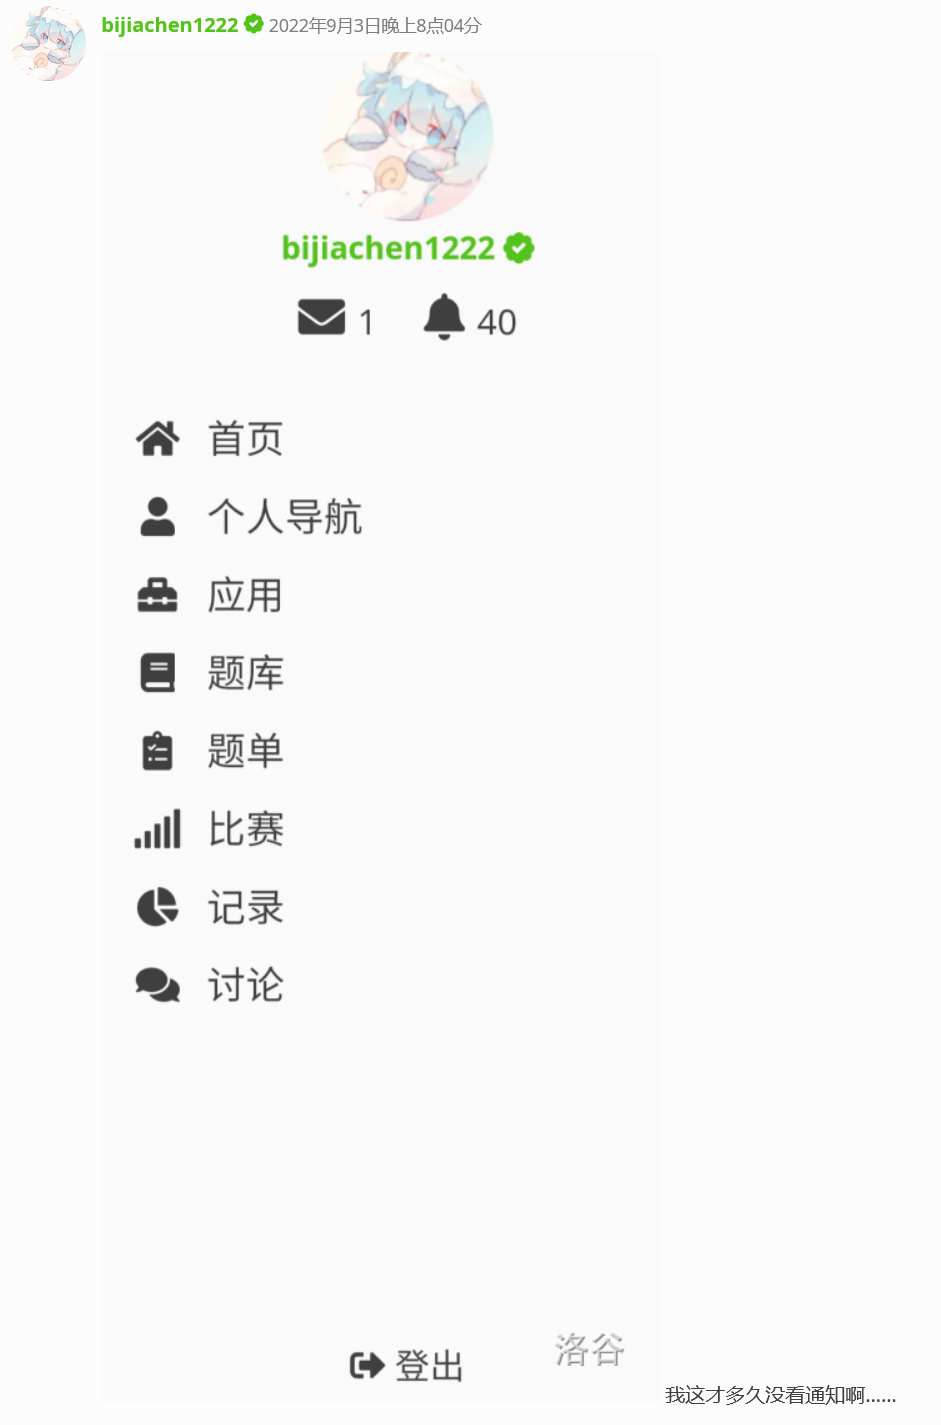 bijiachen1222 2022年9月3日晚上8点04分
bijiachen1222
1 40
首页
个人导航
应用
题库
题单
比赛
记录
讨论
登出
洛谷
我这才多久没看通知啊……